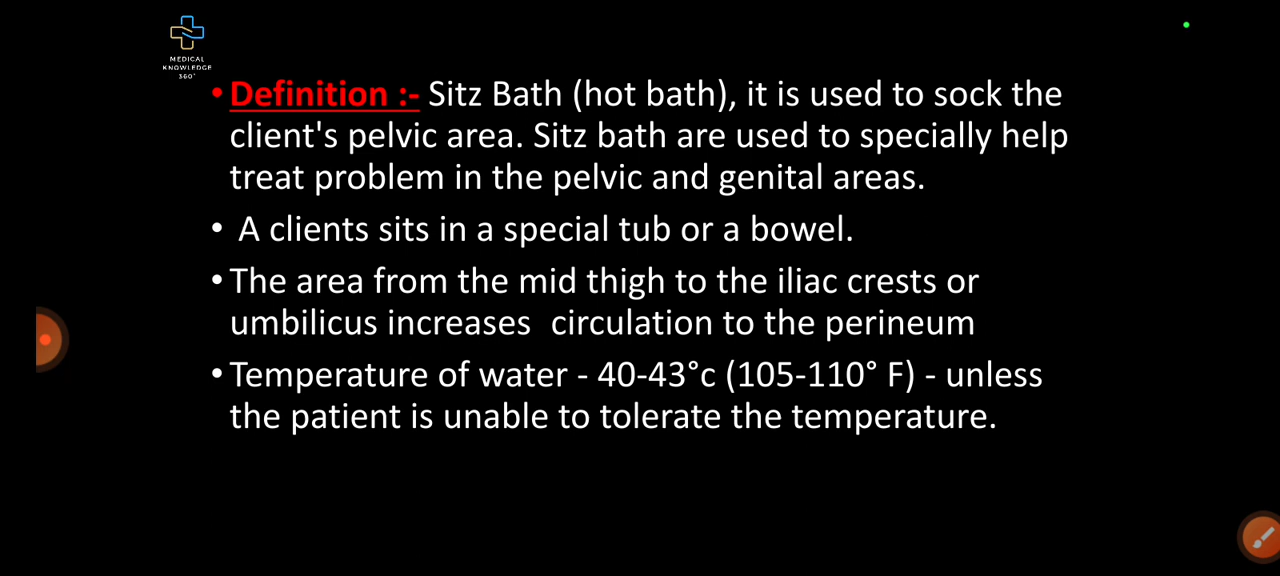 MEDICAL
KNOWLEDGE
360°
• Definition :- Sitz Bath (hot bath), it is used to sock the
client's pelvic area. Sitz bath are used to specially help
treat problem in the pelvic and genital areas.
• A clients sits in a special tub or a bowel.
• The area from the mid thigh to the iliac crests or
umbilicus increases circulation to the perineum
• Temperature of water - 40-43°c (105-110° F) - unless
the patient is unable to tolerate the temperature.